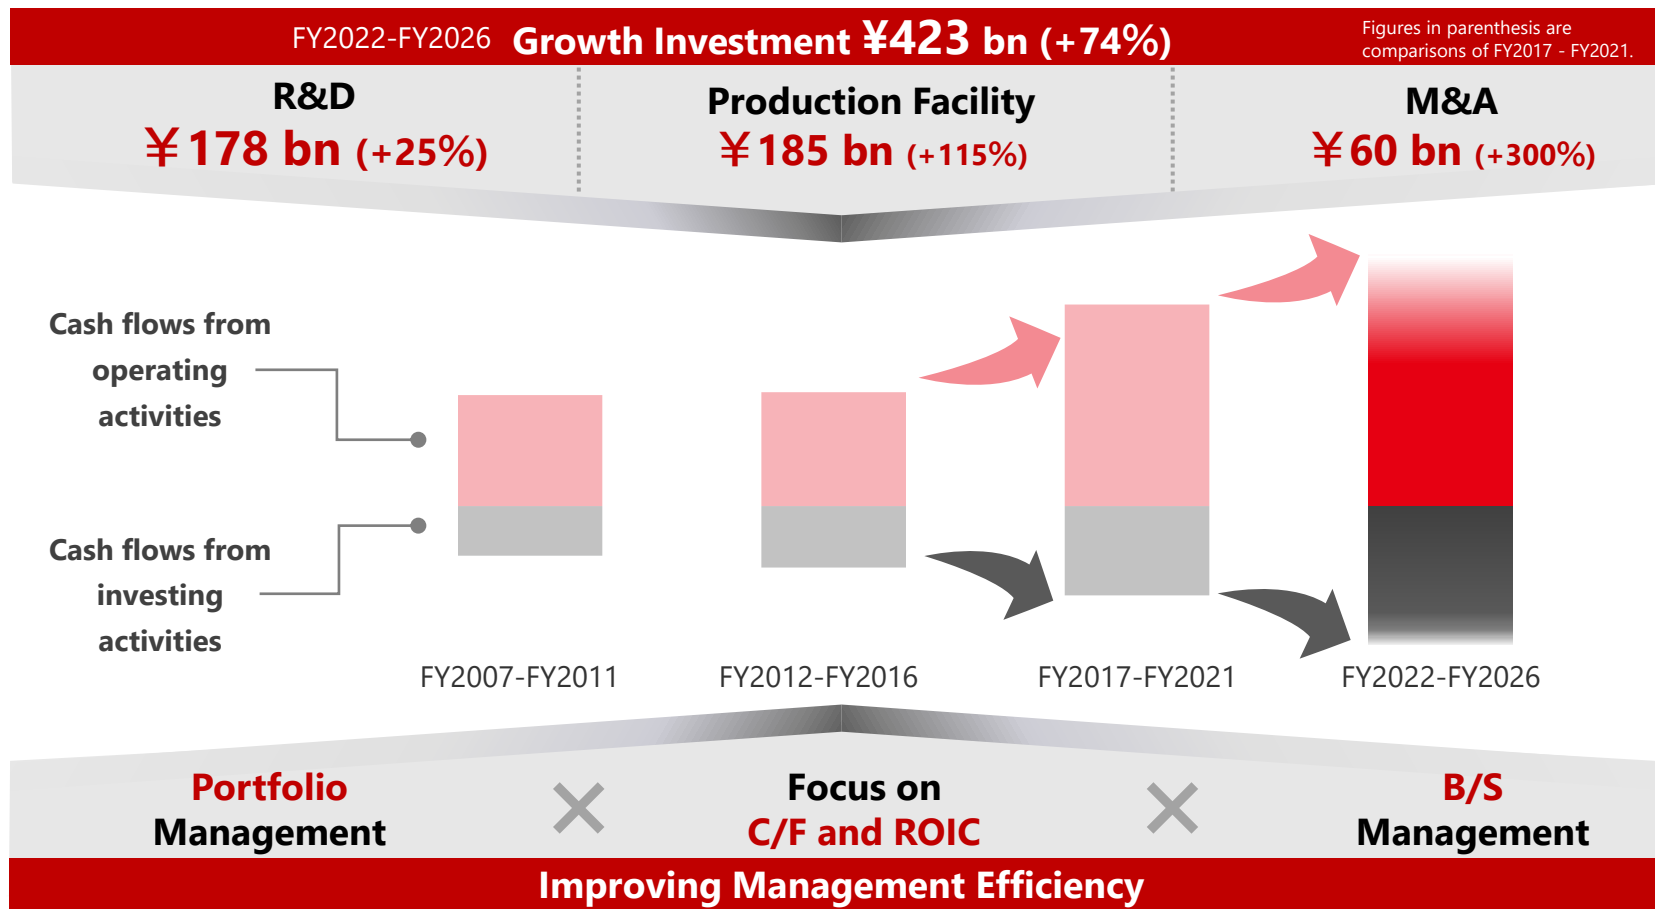 FY2022-FY2026 Growth Investment ¥423 bn (+74%)
Figures in parenthesis are
comparisons of FY2017 - FY2021.
R&D
￥178 bn (+25%)
Production Facility
￥185 bn (+115%)
M&A
￥60 bn (+300%)
Cash flows from
operating
activities
Cash flows from
investing
activities
FY2007-FY2011
FY2012-FY2016
FY2017-FY2021
FY2022-FY2026
Portfolio
Management
×
Focus on
C/F and ROIC
×
B/S
Management
Improving Management Efficiency